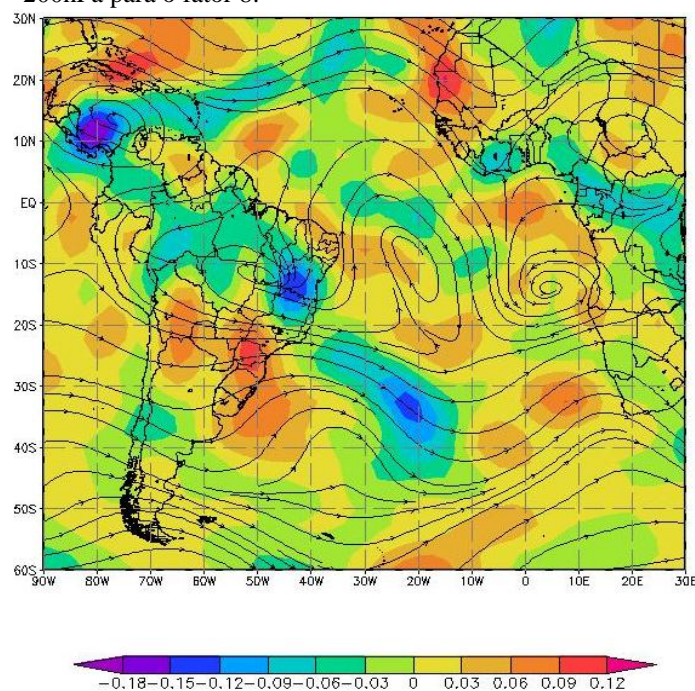 200hPa para o fator 8.
30N
20N
10N
EQ
10S
20S
30S
40S
50S
60S
90W 80W 70W 60W 50W 40W 30W 20W 10W 0 10E 20E 30E
-0.18 -0.15 -0.12 -0.09 -0.06 -0.03 0 0.03 0.06 0.09 0.12